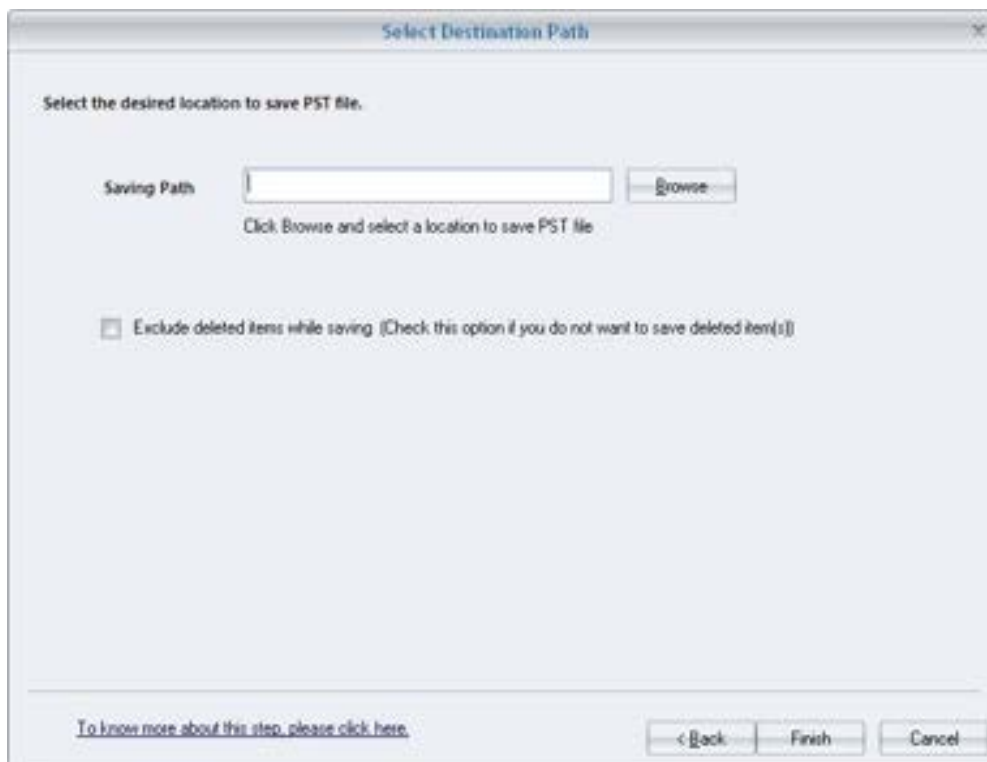 Select Destination Path
Select the desired location to save PST file.
Saving Path
Browse
Click Browse and select a location to save PST file
Exclude deleted items while saving (Check this option if you do not want to save deleted item(s))
To know more about this step, please click here.
< Back
Finish
Cancel